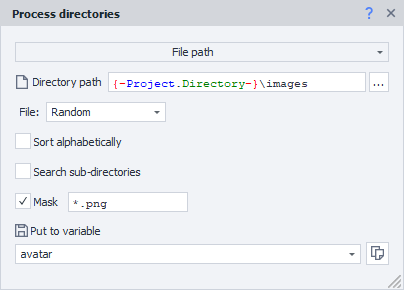 Process directories
File path
Directory path {-Project.Directory-}\images ...
File: Random
Sort alphabetically
Search sub-directories
Mask *.png
Put to variable
avatar